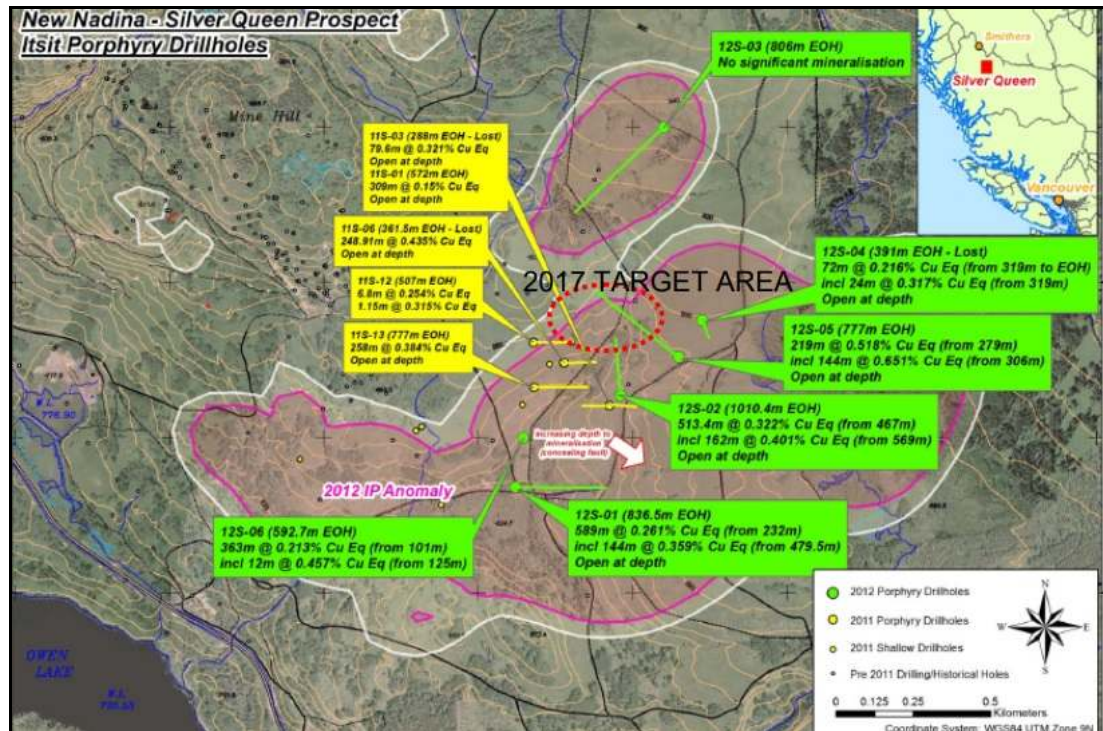 New Nadina - Silver Queen Prospect
Itsit Porphyry Drillholes
Mine Hill
12S-03 (806m EOH)
No significant mineralisation
Smithers
Silver Queen
Vancouver
11S-03 (288m EOH - Lost)
79.6m @ 0.321% Cu Eq
Open at depth
11S-01 (572m EOH)
309m @ 0.15% Cu Eq
Open at depth
11S-06 (361.5m EOH - Lost)
248.91m @ 0.435% Cu Eq
Open at depth
11S-12 (507m EOH)
6.8m @ 0.254% Cu Eq
1.15m @ 0.315% Cu Eq
11S-13 (777m EOH)
258m @ 0.384% Cu Eq
Open at depth
2017 TARGET AREA
12S-04 (391m EOH - Lost)
72m @ 0.216% Cu Eq (from 319m to EOH)
incl 24m @ 0.317% Cu Eq (from 319m)
Open at depth
12S-05 (777m EOH)
219m @ 0.518% Cu Eq (from 279m)
incl 144m @ 0.651% Cu Eq (from 306m)
Open at depth
12S-02 (1010.4m EOH)
513.4m @ 0.322% Cu Eq (from 467m)
incl 162m @ 0.401% Cu Eq (from 569m)
Open at depth
Increasing depth to
mineralisation
(concealing fault)
2012 IP Anomaly
12S-06 (592.7m EOH)
363m @ 0.213% Cu Eq (from 101m)
incl 12m @ 0.457% Cu Eq (from 125m)
12S-01 (836.5m EOH)
589m @ 0.261% Cu Eq (from 232m)
incl 144m @ 0.359% Cu Eq (from 479.5m)
Open at depth
W.L.
776.90
OWEN
LAKE
W.L.
2012 Porphyry Drillholes
2011 Porphyry Drillholes
2011 Shallow Drillholes
Pre 2011 Drilling/Historical Holes
N
W
E
S
0 0.125 0.25 0.5
Kilometers
Coordinate System: WGS84 UTM Zone 9N